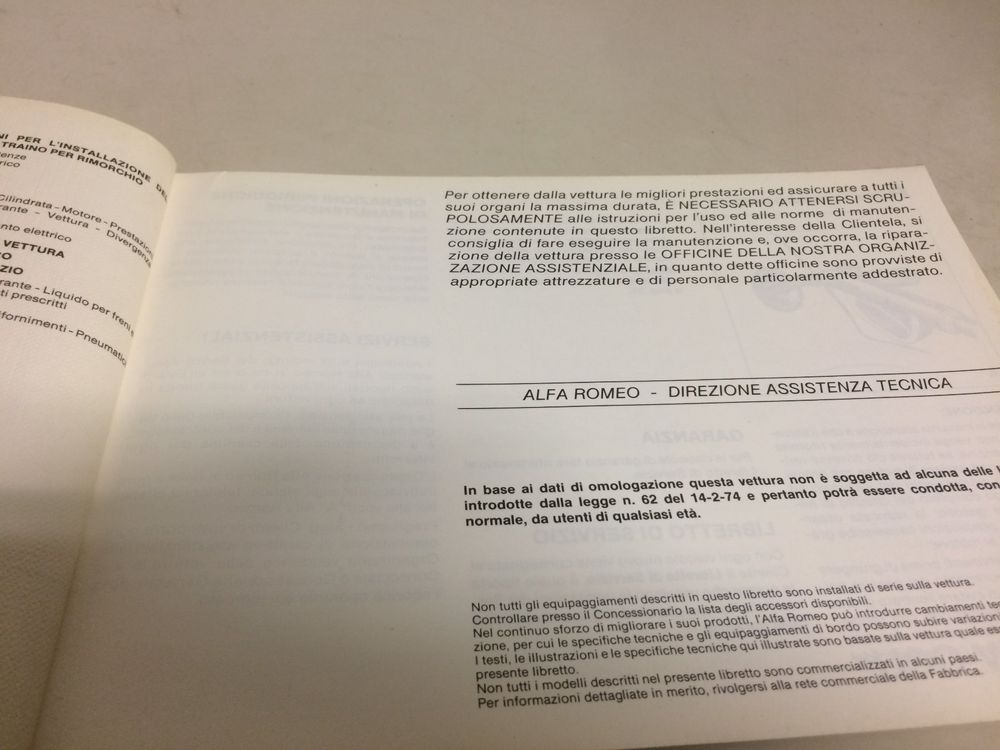 NI PER L'INSTALLAZIONE DEL
TRAINO PER RIMORCHIO
enze
rico
Cilindrata - Motore - Prestazioni
rante - Vettura - Divergenza
nto elettrico
VETTURA
O
ZIO
rante - Liquido per freni e
ti prescritti
ifornimenti - Pneumatici
Per ottenere dalla vettura le migliori prestazioni ed assicurare a tutti i
suoi organi la massima durata, È NECESSARIO ATTENERSI SCRU-
POLOSAMENTE alle istruzioni per l'uso ed alle norme di manuten-
zione contenute in questo libretto. Nell'interesse della Clientela, si
consiglia di fare eseguire la manutenzione e, ove occorra, la ripara-
zione della vettura presso le OFFICINE DELLA NOSTRA ORGANIZ-
ZAZIONE ASSISTENZIALE, in quanto dette officine sono provviste di
appropriate attrezzature e di personale particolarmente addestrato.
ALFA ROMEO - DIREZIONE ASSISTENZA TECNICA
In base ai dati di omologazione questa vettura non è soggetta ad alcuna delle
introdotte dalla legge n. 62 del 14-2-74 e pertanto potrà essere condotta, con
normale, da utenti di qualsiasi età.
Non tutti gli equipaggiamenti descritti in questo libretto sono installati di serie sulla vettura.
Controllare presso il Concessionario la lista degli accessori disponibili.
Nel continuo sforzo di migliorare i suoi prodotti, l'Alfa Romeo può introdurre cambiamenti tec
zione, per cui le specifiche tecniche e gli equipaggiamenti di bordo possono subire variazion
I testi, le illustrazioni e le specifiche tecniche qui illustrate sono basate sulla vettura quale es
presente libretto.
Non tutti i modelli descritti nel presente libretto sono commercializzati in alcuni paesi.
Per informazioni dettagliate in merito, rivolgersi alla rete commerciale della Fabbrica.